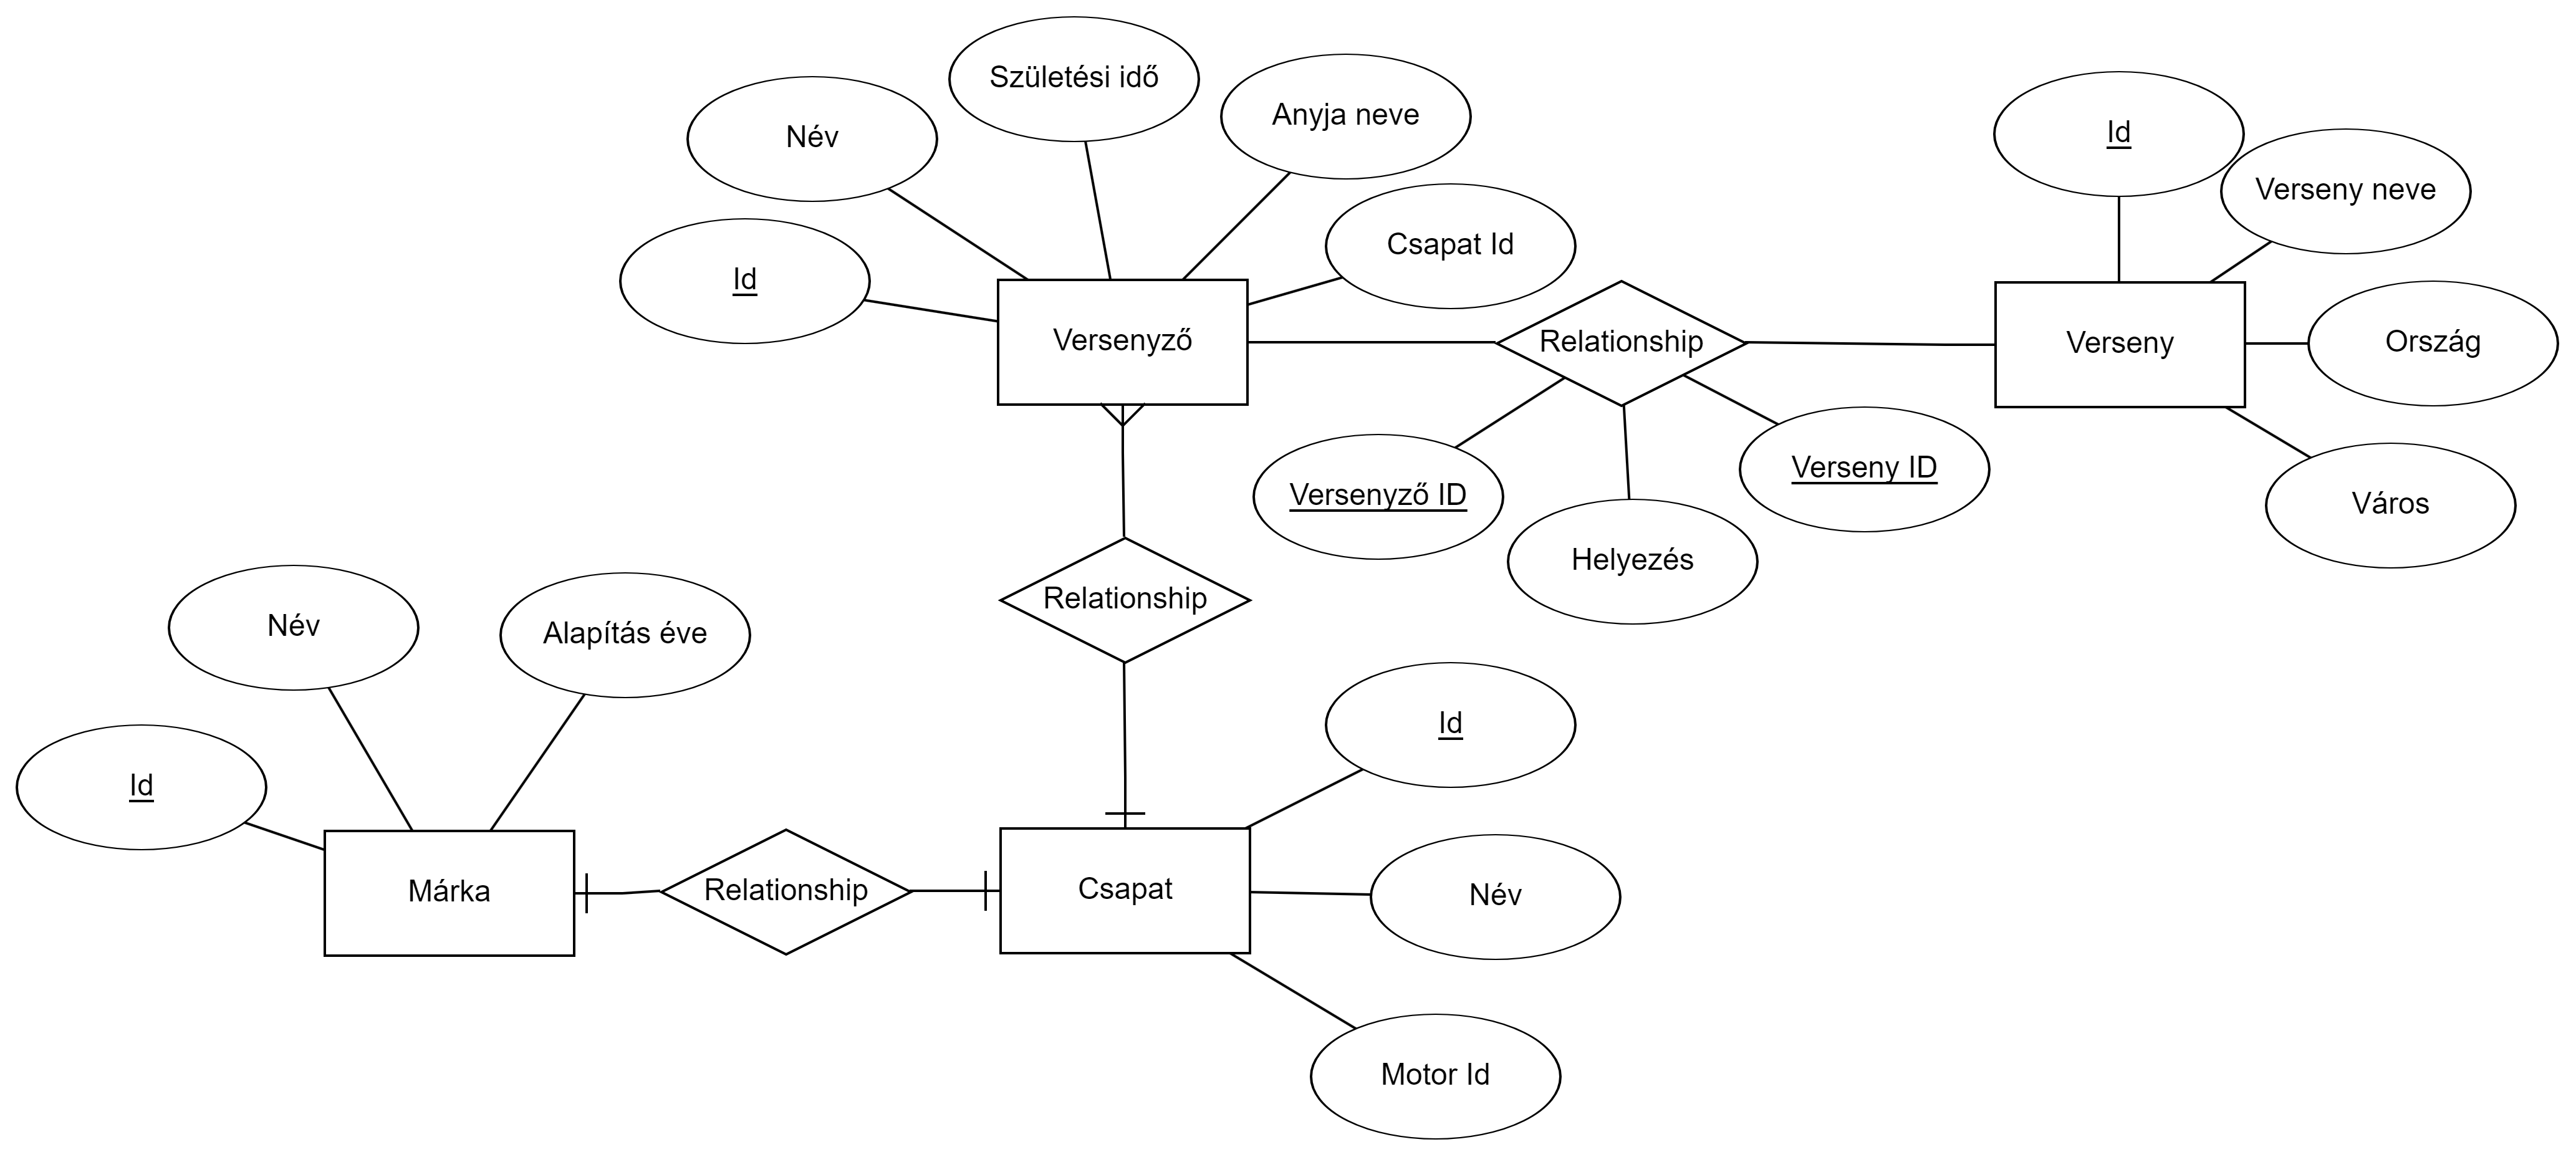 Születési idő
Anyja neve
Név
Id
Verseny neve
Csapat Id
Id
Versenyző
Relationship
Verseny
Ország
Verseny ID
Versenyző ID
Város
Helyezés
Relationship
Név
Alapítás éve
Id
Id
Márka
Relationship
Csapat
Név
Motor Id